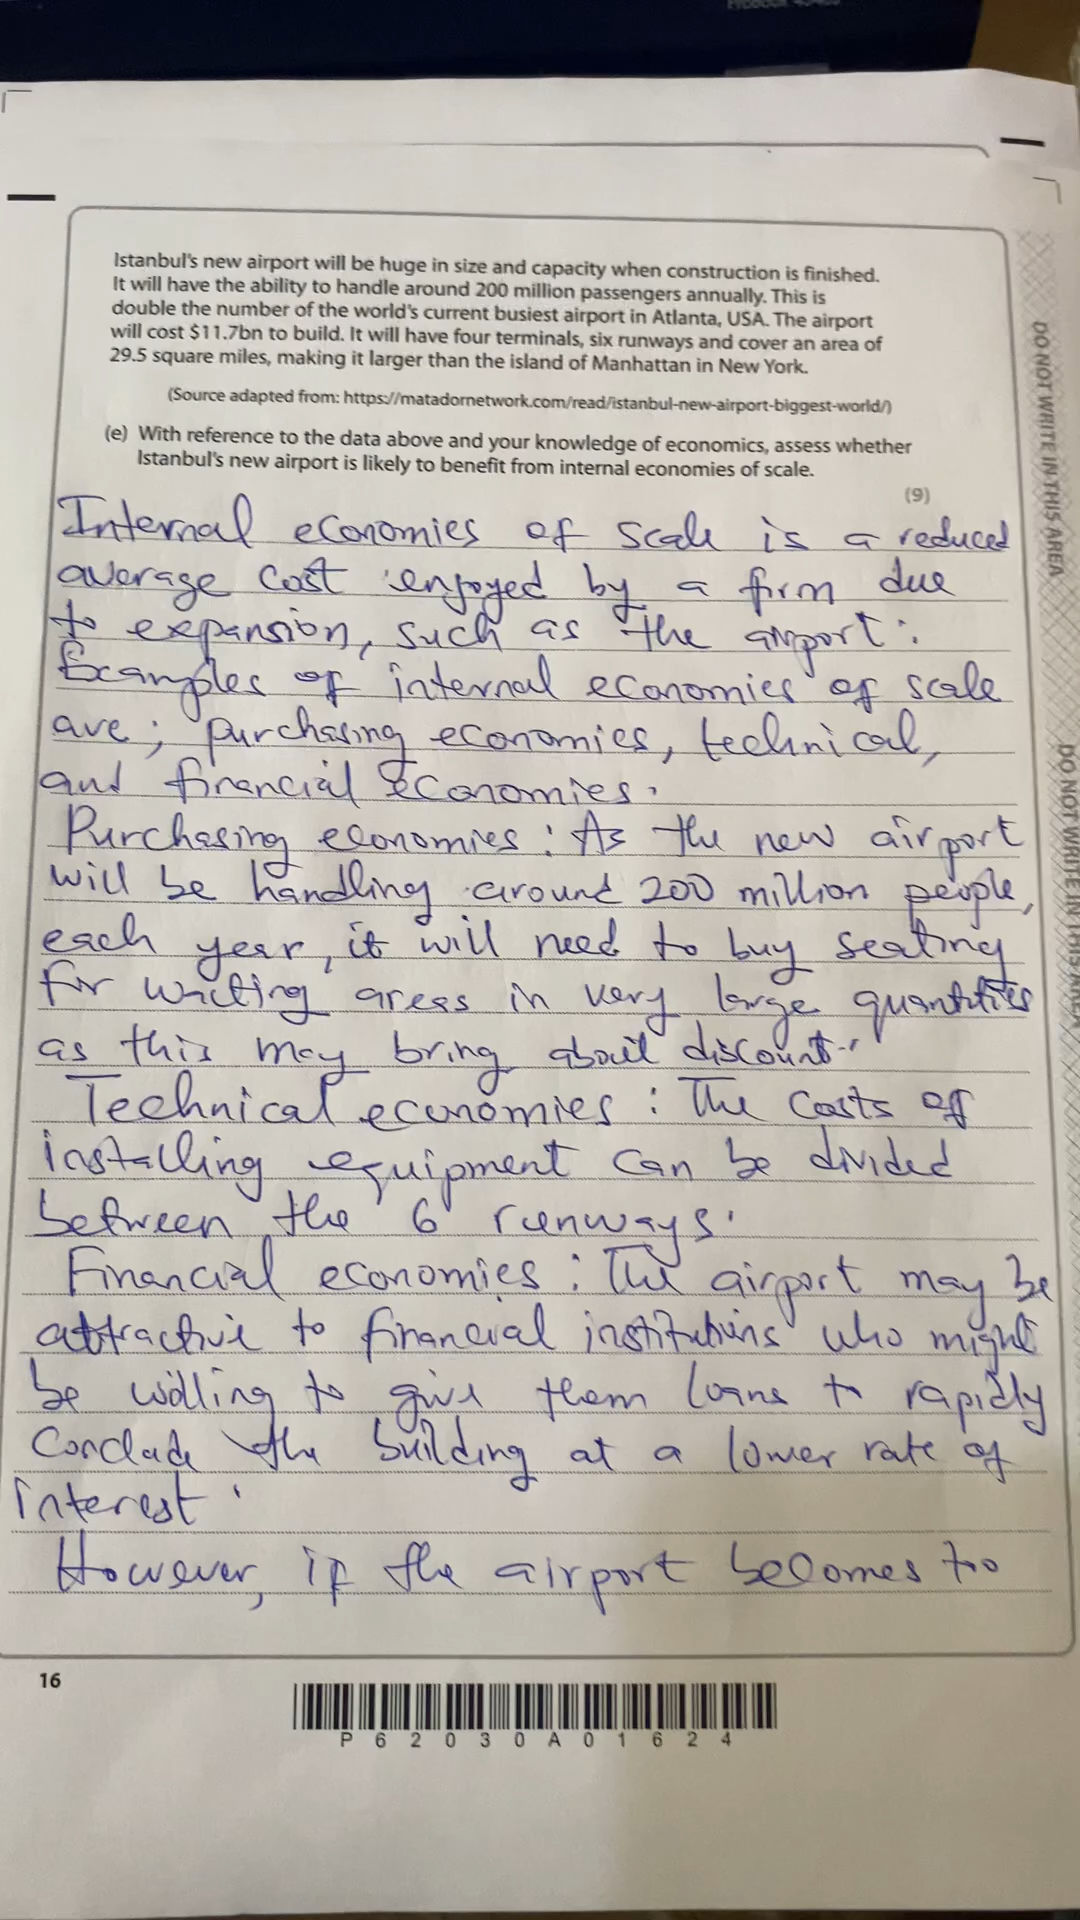 Istanbul's new airport will be huge in size and capacity when construction is finished.
It will have the ability to handle around 200 million passengers annually. This is
double the number of the world's current busiest airport in Atlanta, USA. The airport
will cost $11.7bn to build. It will have four terminals, six runways and cover an area of
29.5 square miles, making it larger than the island of Manhattan in New York.
(Source adapted from: https://matadornetwork.com/read/istanbul-new-airport-biggest-world/)
(e) With reference to the data above and your knowledge of economics, assess whether
Istanbul's new airport is likely to benefit from internal economies of scale.
(9)
Internal economies of scale is a reduced
average cost enjoyed by a firm due
to expansion, such as the airport.
Examples of internal economies of scale
are; purchasing economies, technical,
and financial economies.
Purchasing economies: As the new airport
will be handling around 200 million people,
each year, it will need to buy seating
for waiting areas in very large quantities
as this may bring about discount.
Technical economies: The costs of
installing equipment can be divided
between the 6 runways.
Financial economies: The airport may be
attractive to financial institutions who might
be willing to give them loans to rapidly
Conclude the building at a lower rate of
interest.
However, if the airport becomes too
16
P 6 2 0 3 0 A 0 1 6 2 4
DO NOT WRITE IN THIS AREA
DO NOT WRITE IN THIS AREA